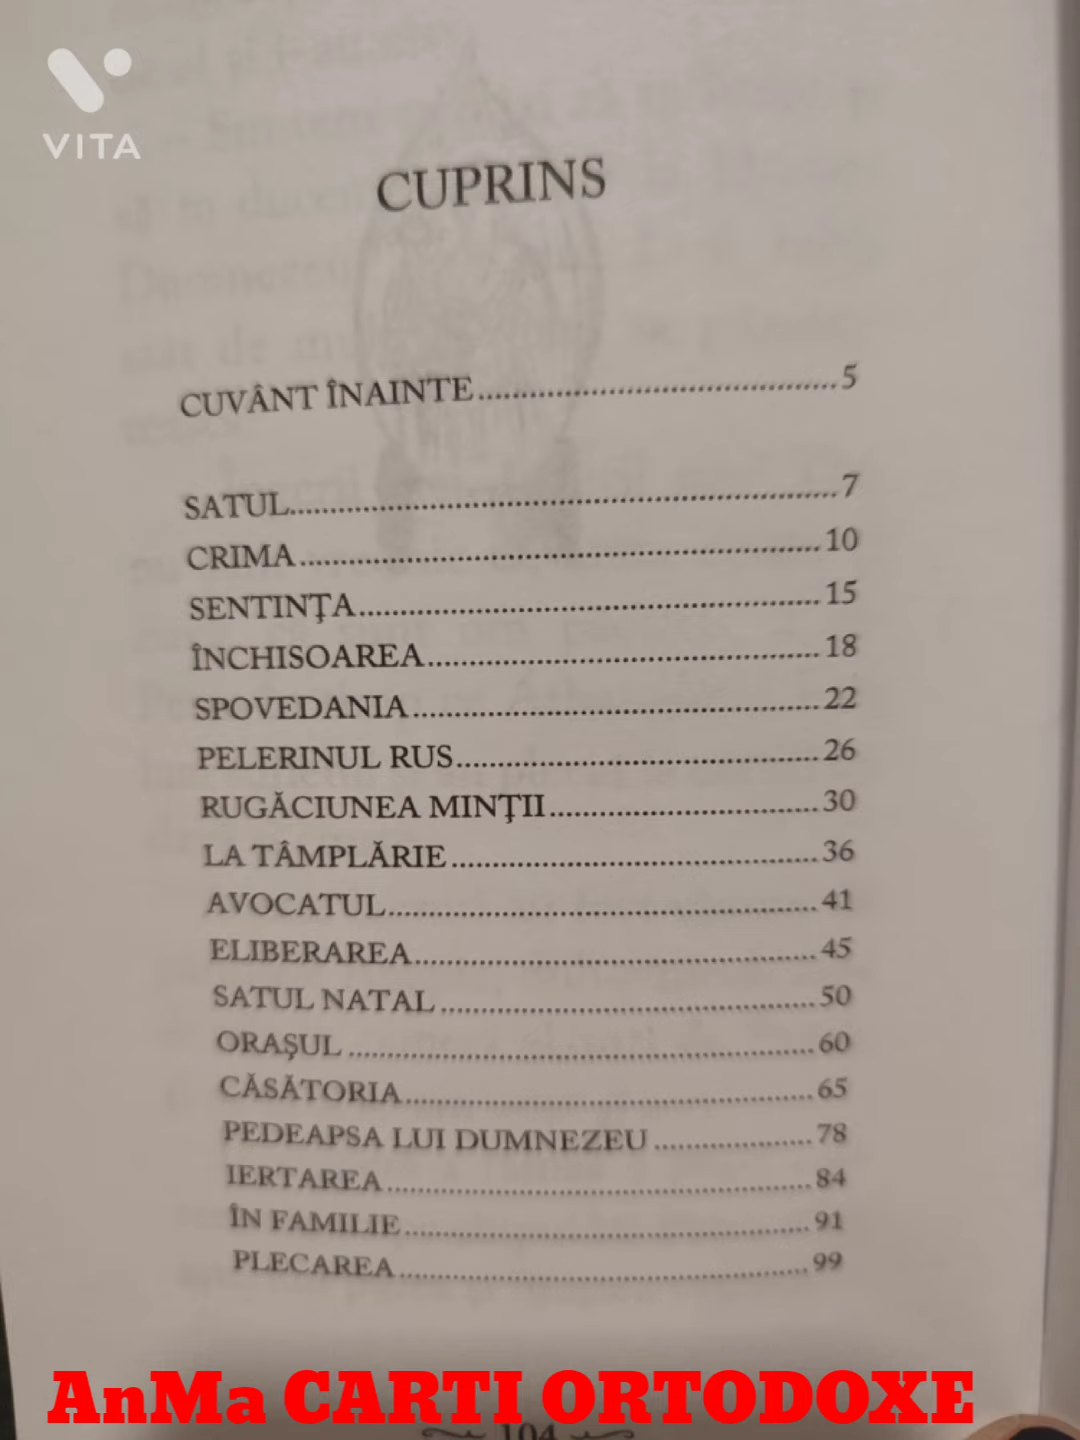 VITA
CUPRINS
CUVÂNT ÎNAINTE....................5
SATUL....................7
CRIMA....................10
SENTINŢA....................15
ÎNCHISOAREA....................18
SPOVEDANIA....................22
PELERINUL RUS....................26
RUGĂCIUNEA MINŢII....................30
LA TÂMPLĂRIE....................36
AVOCATUL....................41
ELIBERAREA....................45
SATUL NATAL....................50
ORAŞUL....................60
CĂSĂTORIA....................65
PEDEAPSA LUI DUMNEZEU....................78
IERTAREA....................84
ÎN FAMILIE....................91
PLECAREA....................99
AnMa CARTI ORTODOXE
104